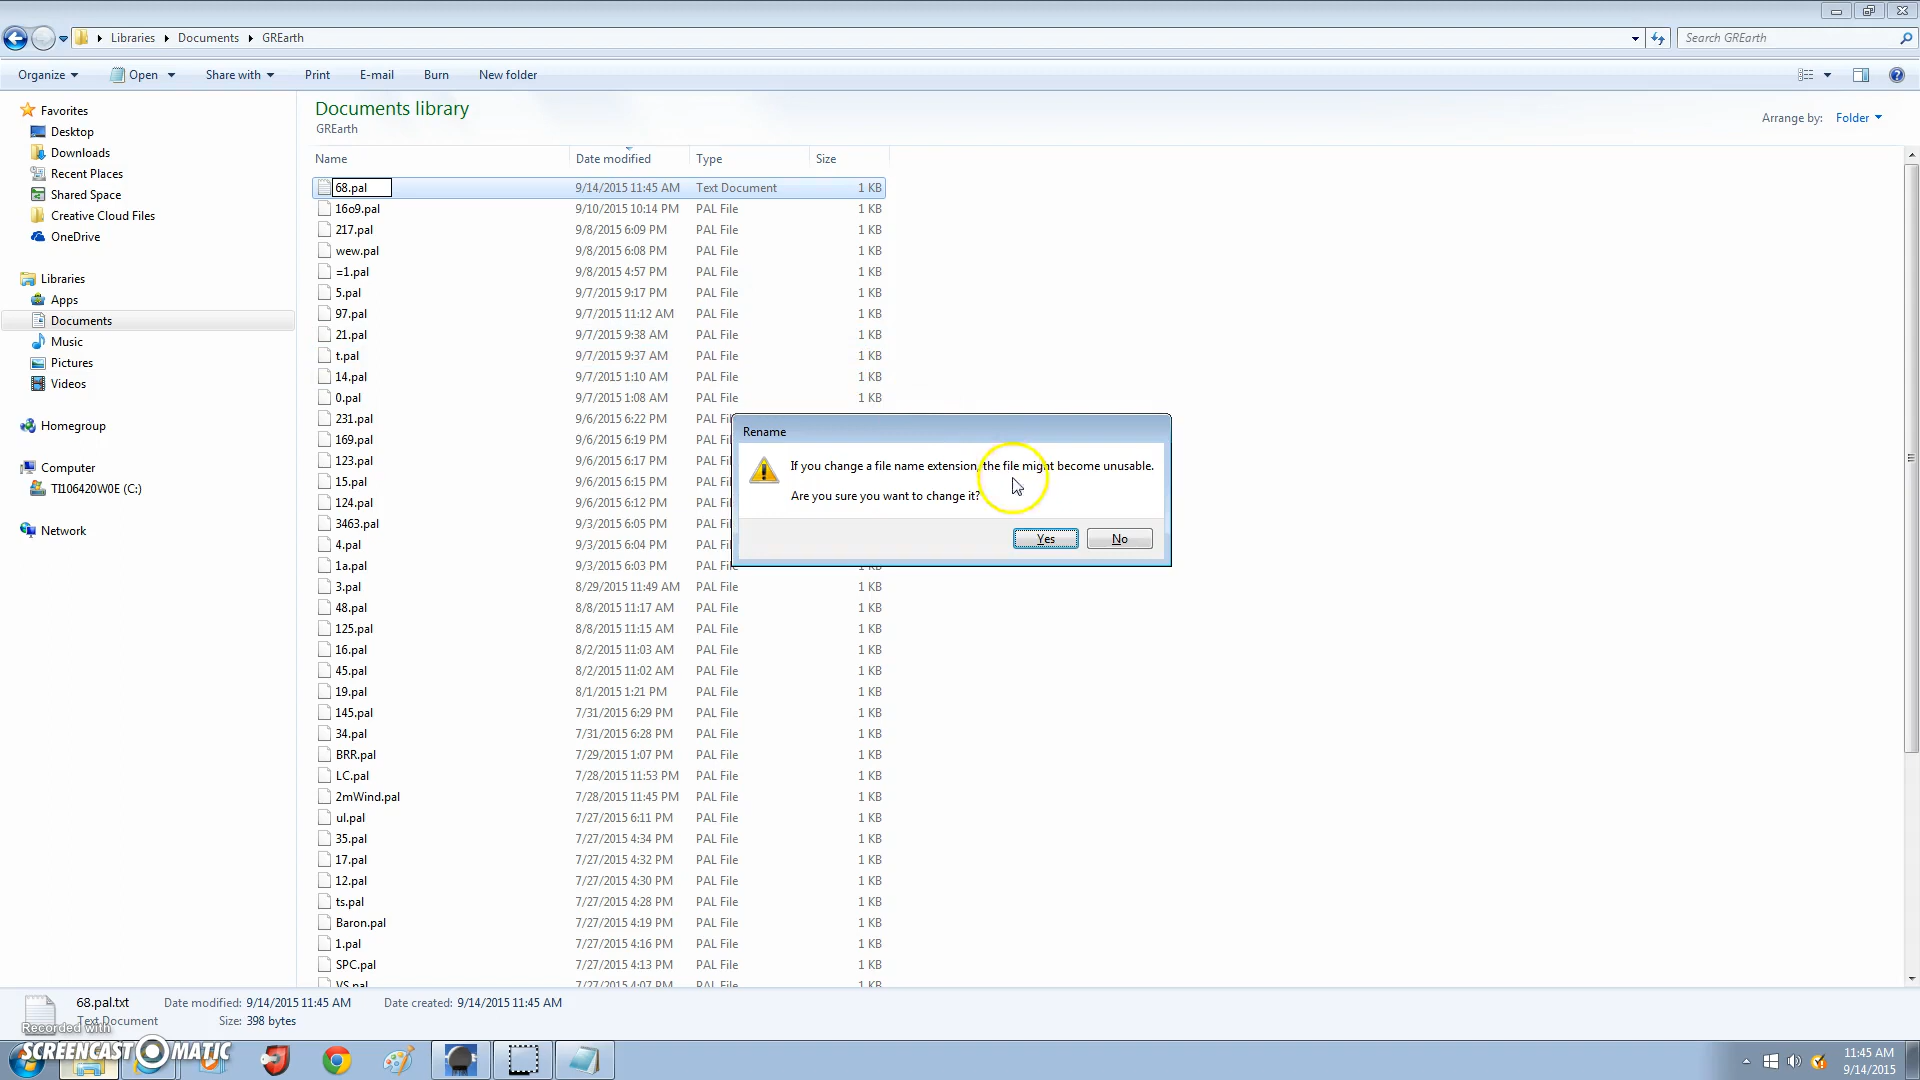 Libraries Documents GREarth
Search GREarth
Organize Open Share with Print E-mail Burn New folder
Favorites
Desktop
Downloads
Recent Places
Shared Space
Creative Cloud Files
OneDrive
Libraries
Apps
Documents
Music
Pictures
Videos
Homegroup
Computer
TI106420W0E (C:)
Network
Documents library
GREarth
Arrange by: Folder
Name Date modified Type Size
68.pal 9/14/2015 11:45 AM Text Document 1 KB
16o9.pal 9/10/2015 10:14 PM PAL File 1 KB
217.pal 9/8/2015 6:09 PM PAL File 1 KB
wew.pal 9/8/2015 6:08 PM PAL File 1 KB
=1.pal 9/8/2015 4:57 PM PAL File 1 KB
5.pal 9/7/2015 9:17 PM PAL File 1 KB
97.pal 9/7/2015 11:12 AM PAL File 1 KB
21.pal 9/7/2015 9:38 AM PAL File 1 KB
t.pal 9/7/2015 9:37 AM PAL File 1 KB
14.pal 9/7/2015 1:10 AM PAL File 1 KB
0.pal 9/7/2015 1:08 AM PAL File 1 KB
231.pal 9/6/2015 6:22 PM PAL
169.pal 9/6/2015 6:19 PM PAL
123.pal 9/6/2015 6:17 PM PAL
15.pal 9/6/2015 6:15 PM PAL
124.pal 9/6/2015 6:12 PM PAL
3463.pal 9/3/2015 6:05 PM PAL
4.pal 9/3/2015 6:04 PM PAL
1a.pal 9/3/2015 6:03 PM PAL File 1 KB
3.pal 8/29/2015 11:49 AM PAL File 1 KB
48.pal 8/8/2015 11:17 AM PAL File 1 KB
125.pal 8/8/2015 11:15 AM PAL File 1 KB
16.pal 8/2/2015 11:03 AM PAL File 1 KB
45.pal 8/2/2015 11:02 AM PAL File 1 KB
19.pal 8/1/2015 1:21 PM PAL File 1 KB
145.pal 7/31/2015 6:29 PM PAL File 1 KB
34.pal 7/31/2015 6:28 PM PAL File 1 KB
BRR.pal 7/29/2015 1:07 PM PAL File 1 KB
LC.pal 7/28/2015 11:53 PM PAL File 1 KB
2mWind.pal 7/28/2015 11:45 PM PAL File 1 KB
ul.pal 7/27/2015 6:11 PM PAL File 1 KB
35.pal 7/27/2015 4:34 PM PAL File 1 KB
17.pal 7/27/2015 4:32 PM PAL File 1 KB
12.pal 7/27/2015 4:30 PM PAL File 1 KB
ts.pal 7/27/2015 4:28 PM PAL File 1 KB
Baron.pal 7/27/2015 4:19 PM PAL File 1 KB
1.pal 7/27/2015 4:16 PM PAL File 1 KB
SPC.pal 7/27/2015 4:13 PM PAL File 1 KB
VS.pal 7/27/2015 4:07 PM PAL File 1 KB
Rename
If you change a file name extension, the file might become unusable.
Are you sure you want to change it?
Yes No
68.pal.txt Date modified: 9/14/2015 11:45 AM Date created: 9/14/2015 11:45 AM
Text Document Size: 398 bytes
Recorded with
SCREENCAST MATIC
11:45 AM
9/14/2015